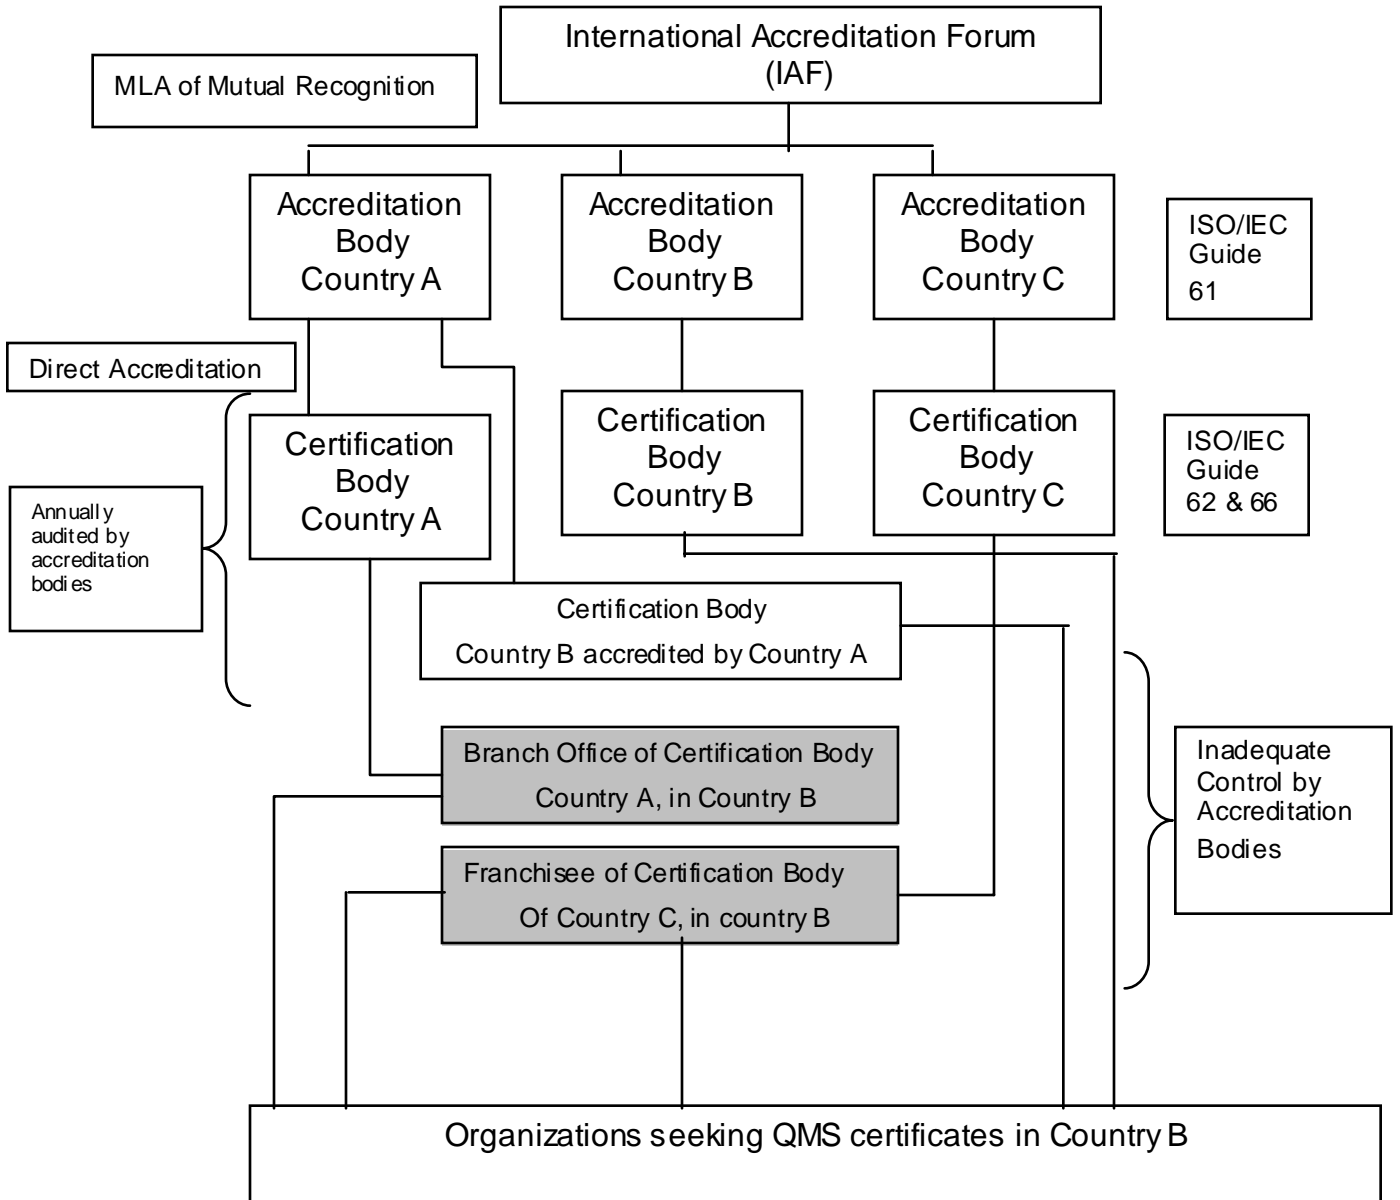 International Accreditation Forum
(IAF)
MLA of Mutual Recognition
Accreditation
Body
Country A
Accreditation
Body
Country B
Accreditation
Body
Country C
ISO/IEC
Guide
61
Direct Accreditation
Certification
Body
Country A
Certification
Body
Country B
Certification
Body
Country C
ISO/IEC
Guide
62 & 66
Annually
audited by
accreditation
bodies
Certification Body
Country B accredited by Country A
Branch Office of Certification Body
Country A, in Country B
Inadequate
Control by
Accreditation
Bodies
Franchisee of Certification Body
Of Country C, in country B
Organizations seeking QMS certificates in Country B